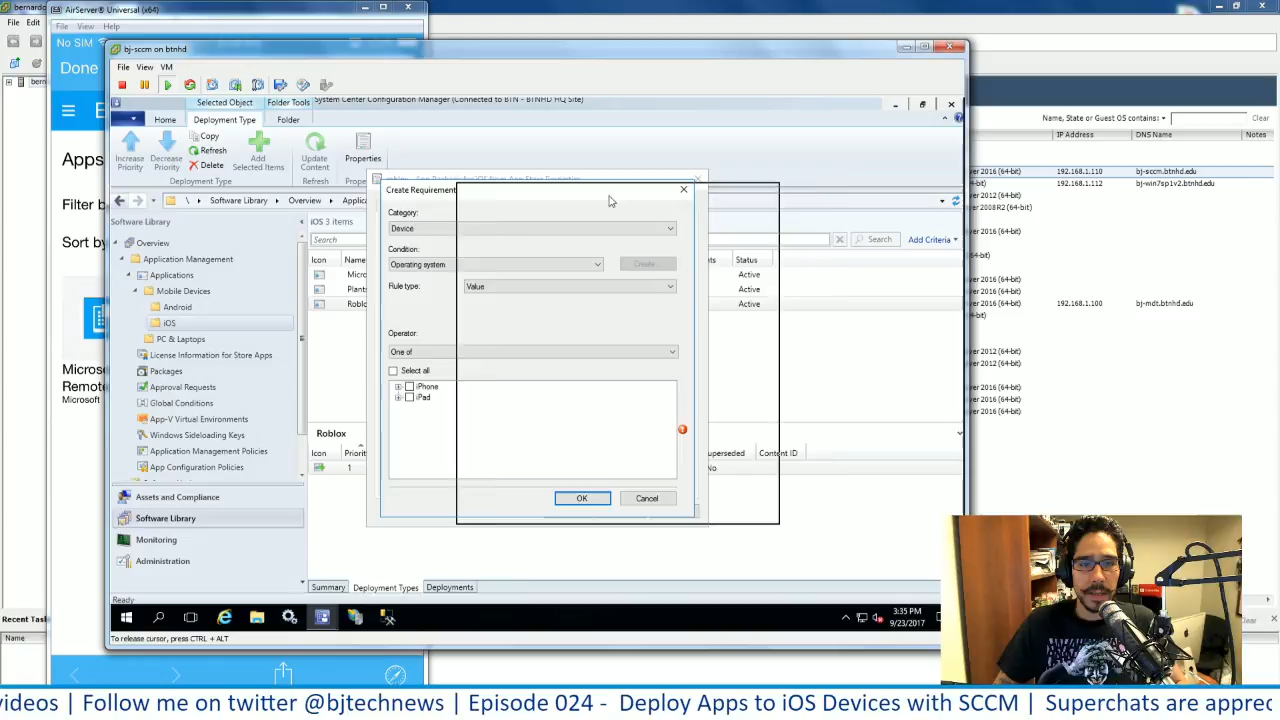 bernardo
AirServer® Universal (x64)
File Edit
File View Help
No SIM
Done
bj-sccm on btnhd
File View VM
Selected Object
Folder Tools
System Center Configuration Manager (Connected to BTN - BTNHD HQ Site)
Home
Deployment Type
Folder
Increase Priority
Decrease Priority
Copy
Refresh
Delete
Add Selected Items
Update Content
Properties
Deployment Type
Refresh
\ Software Library
Overview
Software Library
Overview
Application Management
Applications
Mobile Devices
Android
iOS
PC & Laptops
License Information for Store Apps
Packages
Approval Requests
Global Conditions
App-V Virtual Environments
Windows Sideloading Keys
Application Management Policies
App Configuration Policies
Assets and Compliance
Software Library
Monitoring
Administration
Ready
iOS 3 items
Search
Search
Add Criteria
Icon
Status
Active
Active
Active
Create Requirement
Category:
Device
Condition:
Operating system
Create...
Rule type:
Value
Operator:
One of
Select all
iPhone
iPad
OK
Cancel
Roblox
Icon
Content ID
1
No
Summary
Deployment Types
Deployments
3:35 PM
9/23/2017
To release cursor, press CTRL + ALT
Apps
Filter b
Sort by
Micros
Remote
Microsoft
Name, State or Guest OS contains:
Clear
IP Address
DNS Name
Notes
192.168.1.110
bj-sccm.btnhd.edu
192.168.1.112
bj-win7sp1v2.btnhd.edu
192.168.1.100
bj-mdt.btnhd.edu
Name
videos | Follow me on twitter @bjtechnews | Episode 024 - Deploy Apps to iOS Devices with SCCM | Superchats are apprec